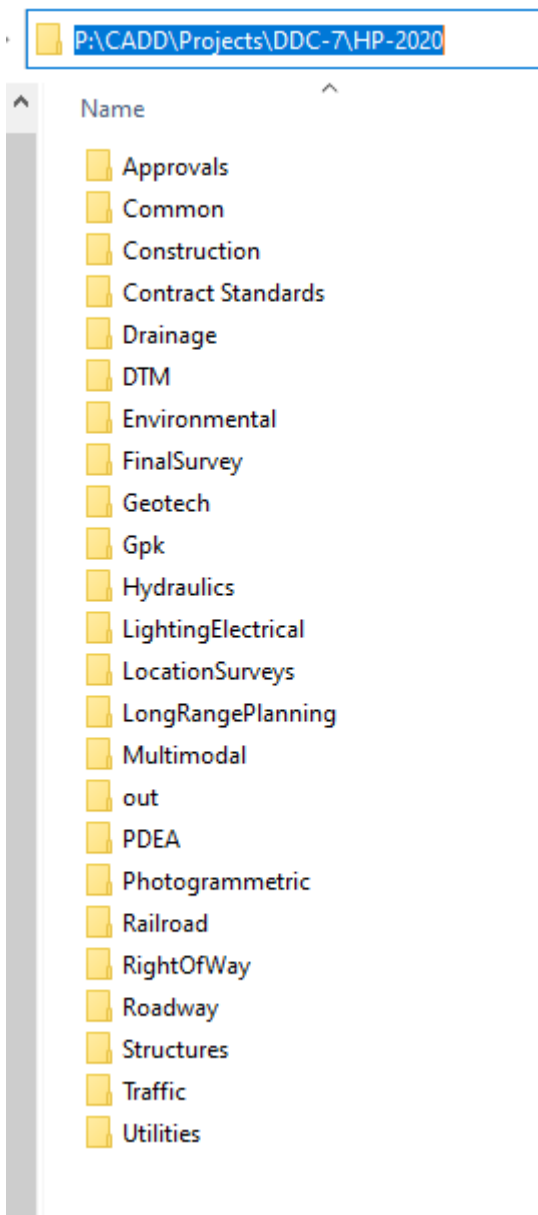 P:\CADD\Projects\DDC-7\HP-2020
Name
Approvals
Common
Construction
Contract Standards
Drainage
DTM
Environmental
FinalSurvey
Geotech
Gpk
Hydraulics
LightingElectrical
LocationSurveys
LongRangePlanning
Multimodal
out
PDEA
Photogrammetric
Railroad
RightOfWay
Roadway
Structures
Traffic
Utilities